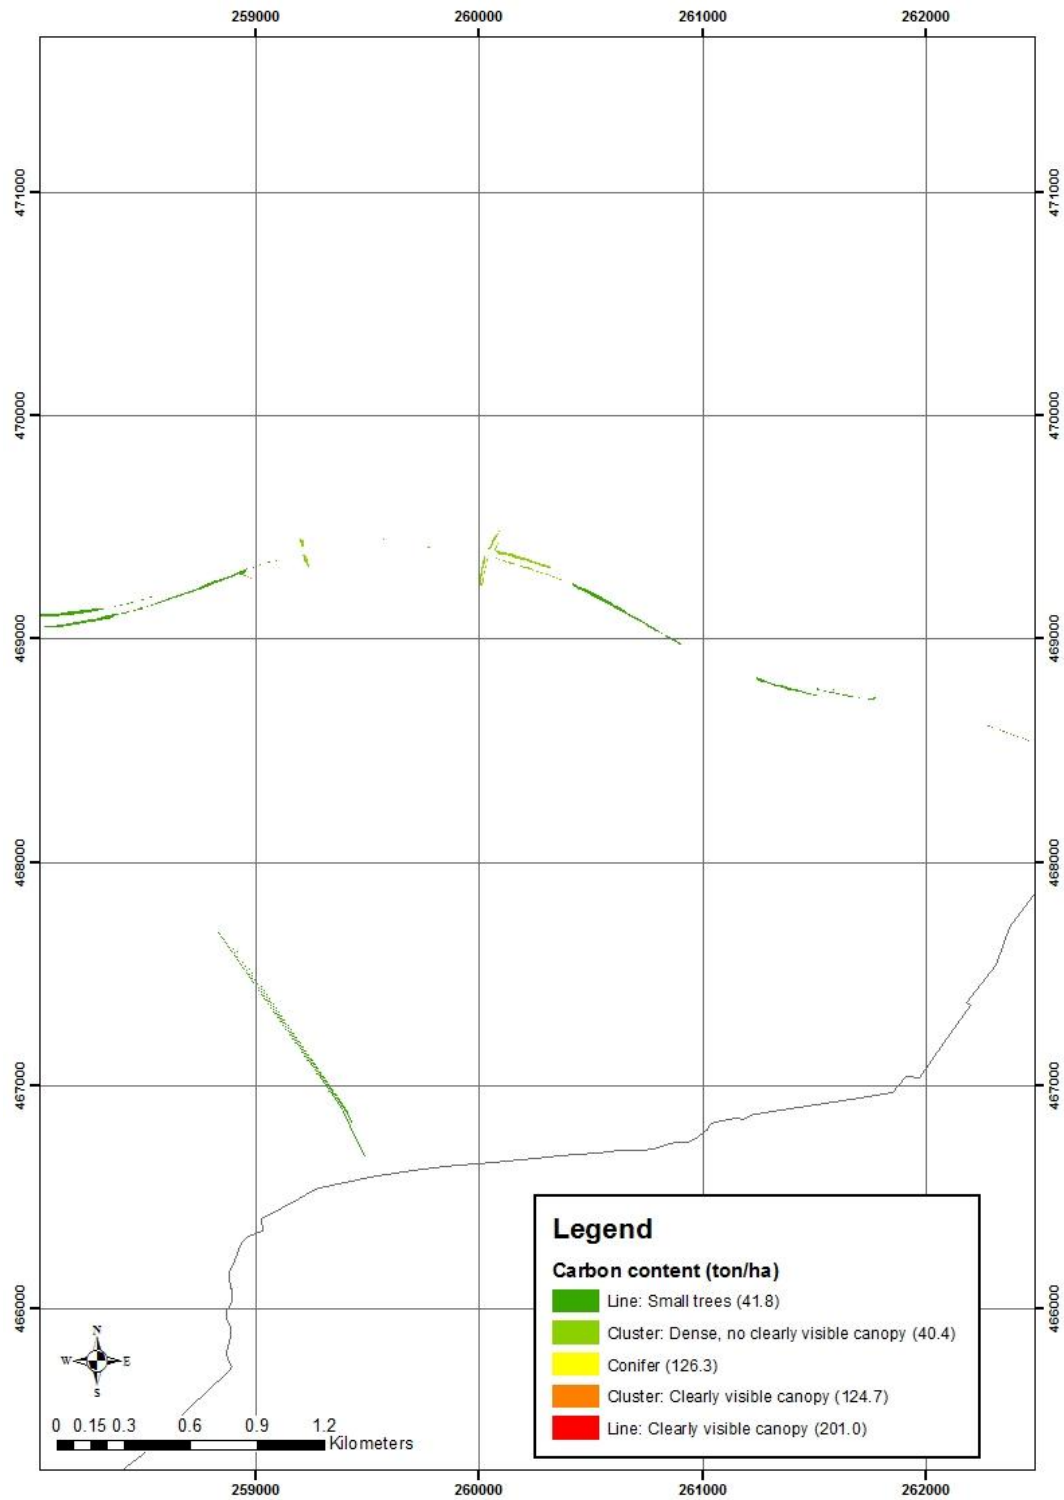 259000 260000 261000 262000
471000 471000
470000 470000
469000 469000
468000 468000
467000 467000
466000 466000
Legend
Carbon content (ton/ha)
Line: Small trees (41.8)
Cluster: Dense, no clearly visible canopy (40.4)
Conifer (126.3)
Cluster: Clearly visible canopy (124.7)
Line: Clearly visible canopy (201.0)
N
W E
S
0 0.15 0.3 0.6 0.9 1.2
Kilometers
259000 260000 261000 262000